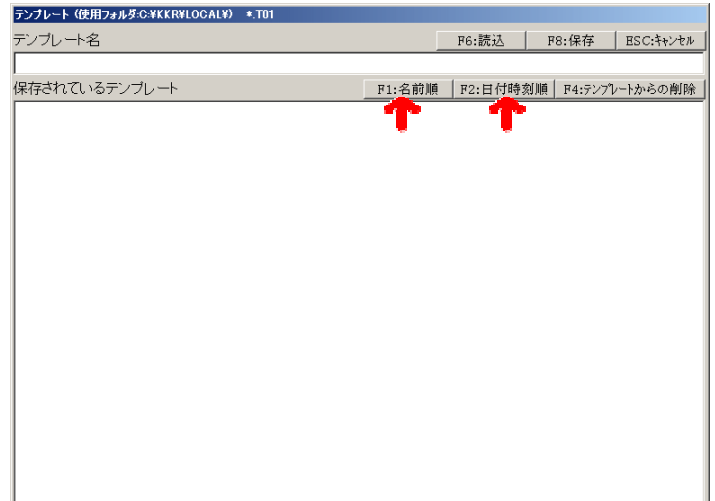 テンプレート (使用フォルダ:C:¥KKR¥LOCAL¥) *.T01
テンプレート名 F6:読込 F8:保存 ESC:ｷｬﾝｾﾙ
保存されているテンプレート F1:名前順 F2:日付時刻順 F4:ﾃﾝﾌﾟﾚｰﾄからの削除